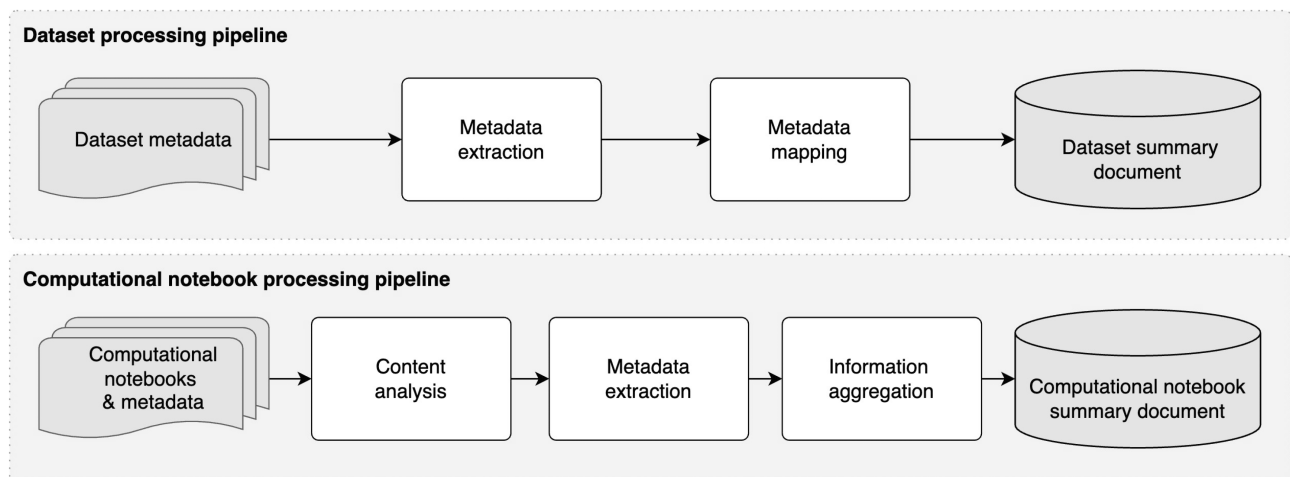 Dataset processing pipeline
Dataset metadata
Metadata
extraction
Metadata
mapping
Dataset summary
document
Computational notebook processing pipeline
Computational
notebooks
& metadata
Content
analysis
Metadata
extraction
Information
aggregation
Computational notebook
summary document